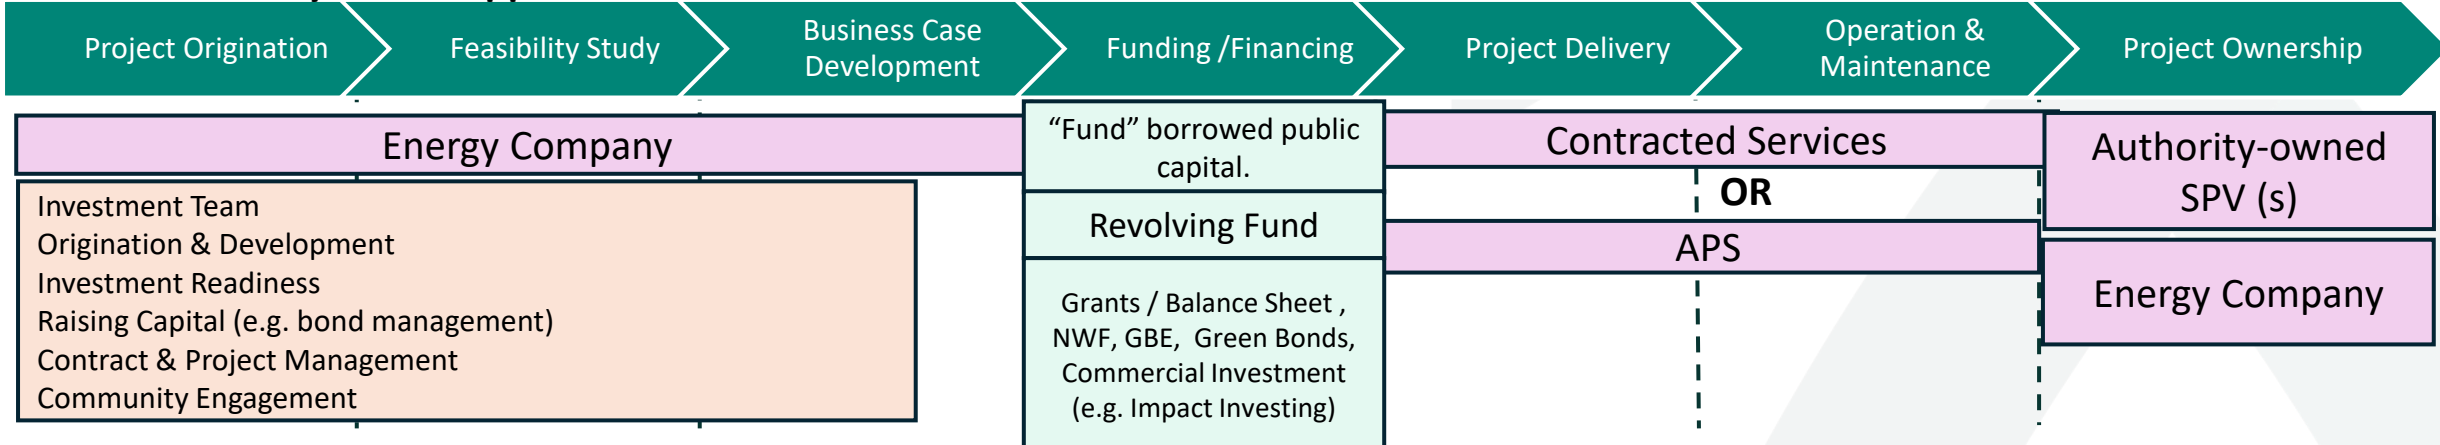 Project Origination
Feasibility Study
Business Case
Development
Funding /Financing
Project Delivery
Operation &
Maintenance
Project Ownership
Energy Company
Investment Team
Origination & Development
Investment Readiness
Raising Capital (e.g. bond management)
Contract & Project Management
Community Engagement
“Fund” borrowed public
capital.
Revolving Fund
Grants / Balance Sheet ,
NWF, GBE, Green Bonds,
Commercial Investment
(e.g. Impact Investing)
Contracted Services
OR
APS
Authority-owned
SPV (s)
Energy Company